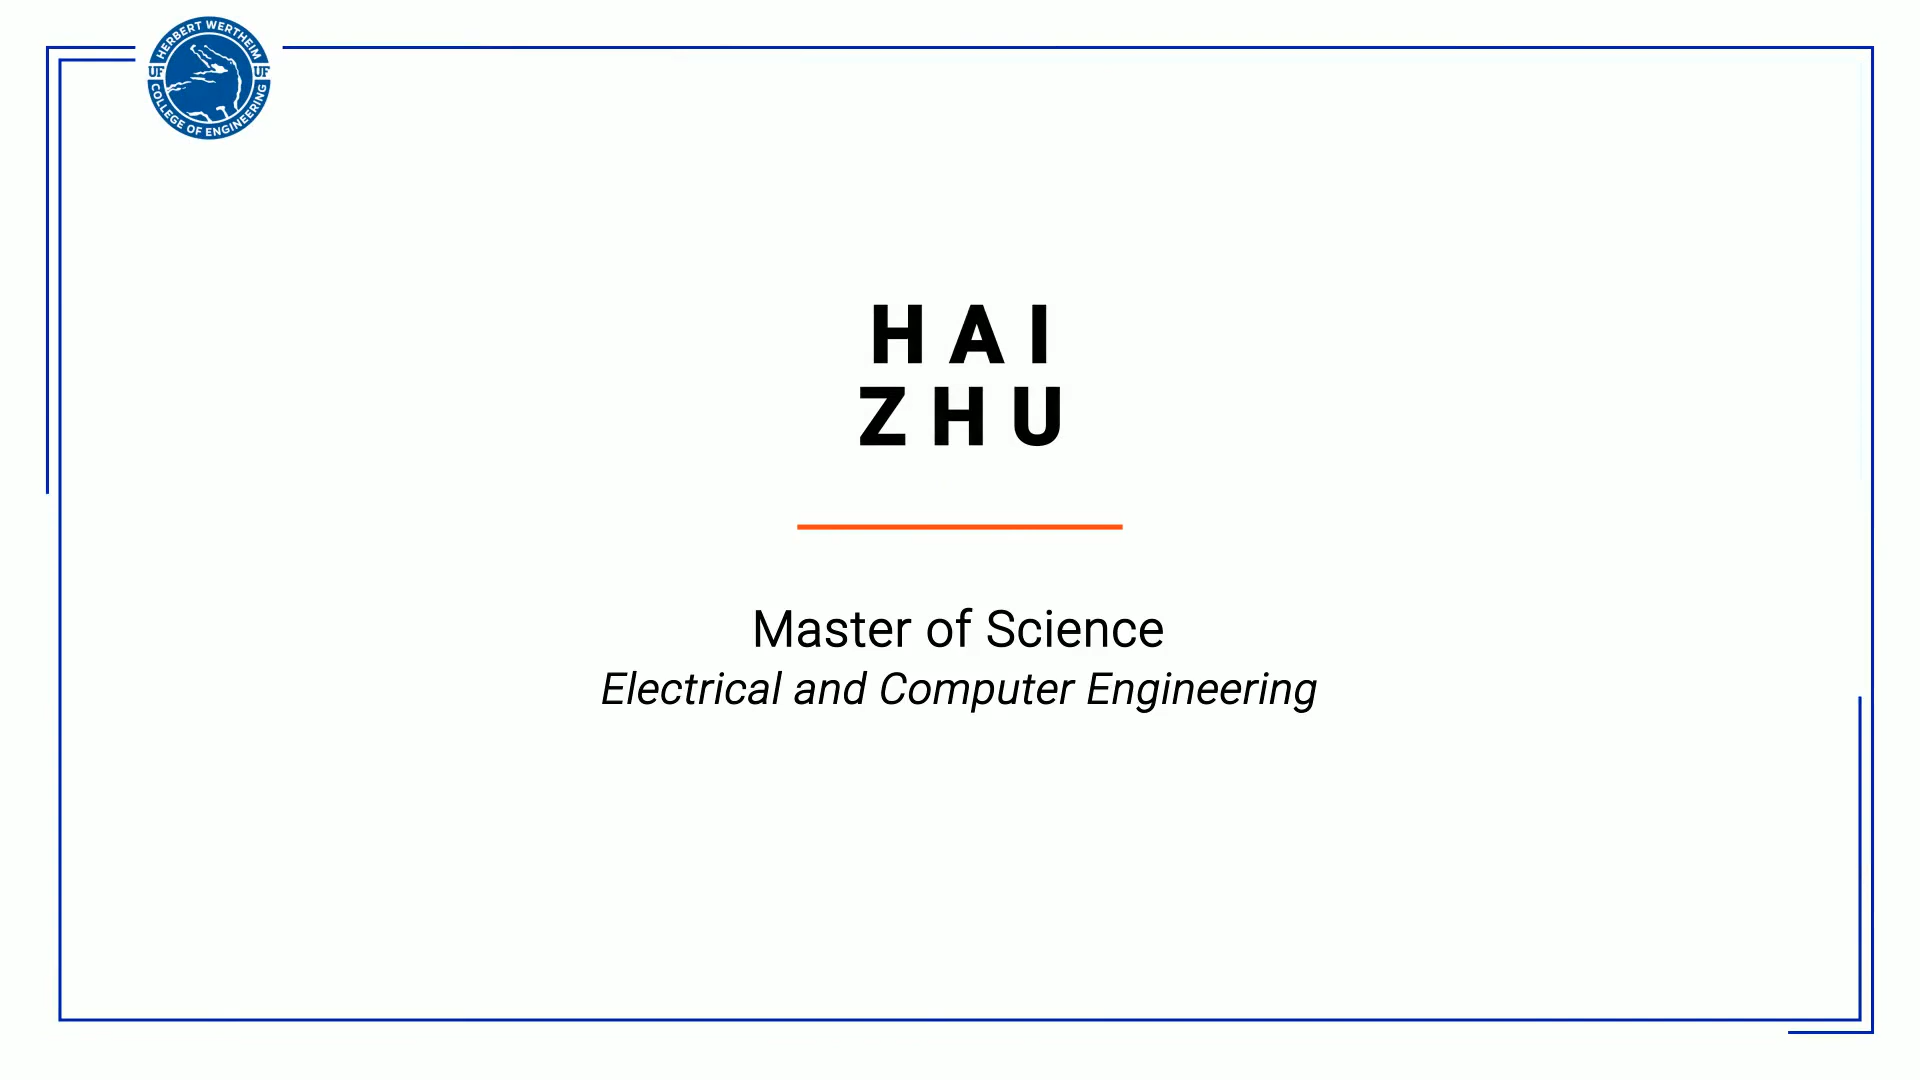 HERBERT WERTHEIM
UF UF
COLLEGE OF ENGINEERING
HAI
ZHU
Master of Science
Electrical and Computer Engineering